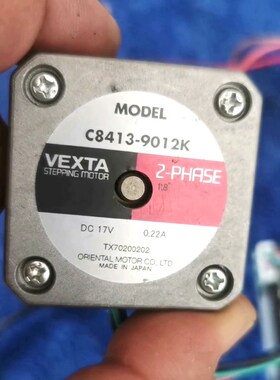 MODEL
C8413-9012K
VEXTA 2-PHASE
STEPPING MOTOR 1.8°
DC 17V 0.22A
TX70200202
ORIENTAL MOTOR CO., LTD.
MADE IN JAPAN